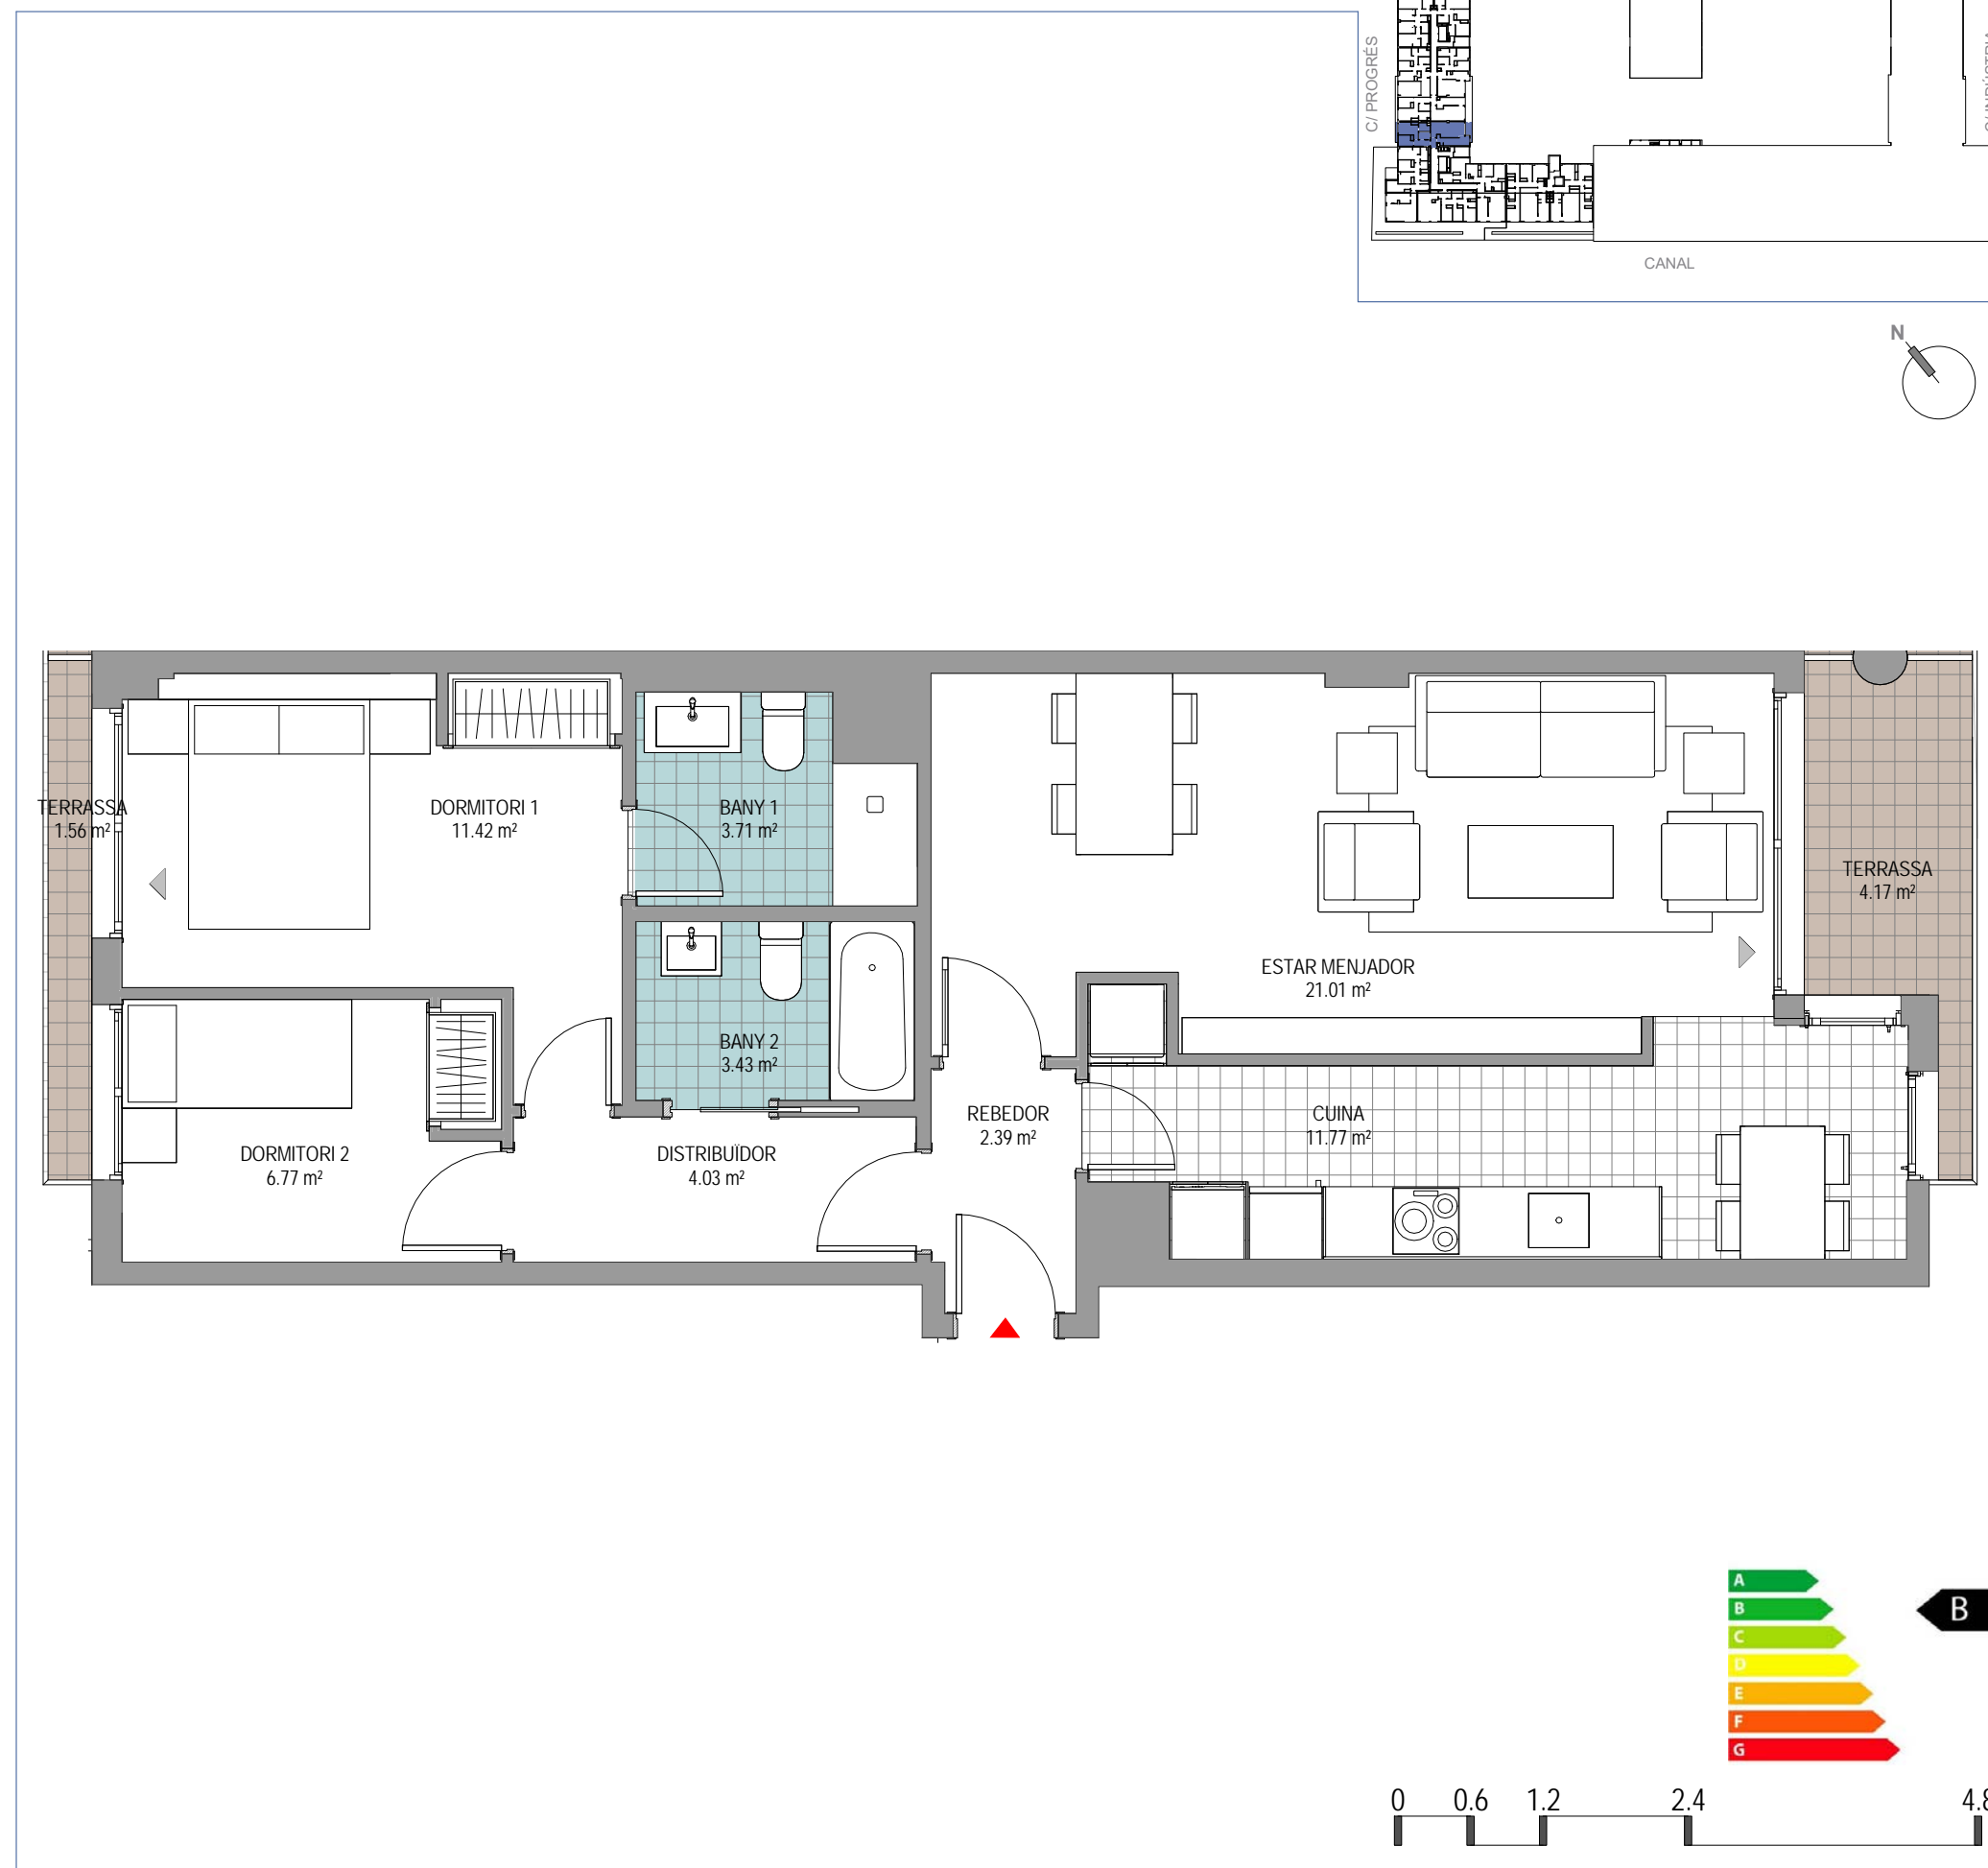 C/ PROGRÉS
CANAL
N
TERRASSA
1.56 m²
DORMITORI 1
11.42 m²
BANY 1
3.71 m²
TERRASSA
4.17 m²
ESTAR MENJADOR
21.01 m²
BANY 2
3.43 m²
REBEDOR
2.39 m²
CUINA
11.77 m²
DORMITORI 2
6.77 m²
DISTRIBUÏDOR
4.03 m²
A
B
B
C
D
E
F
G
0 0.6 1.2 2.4 4.8